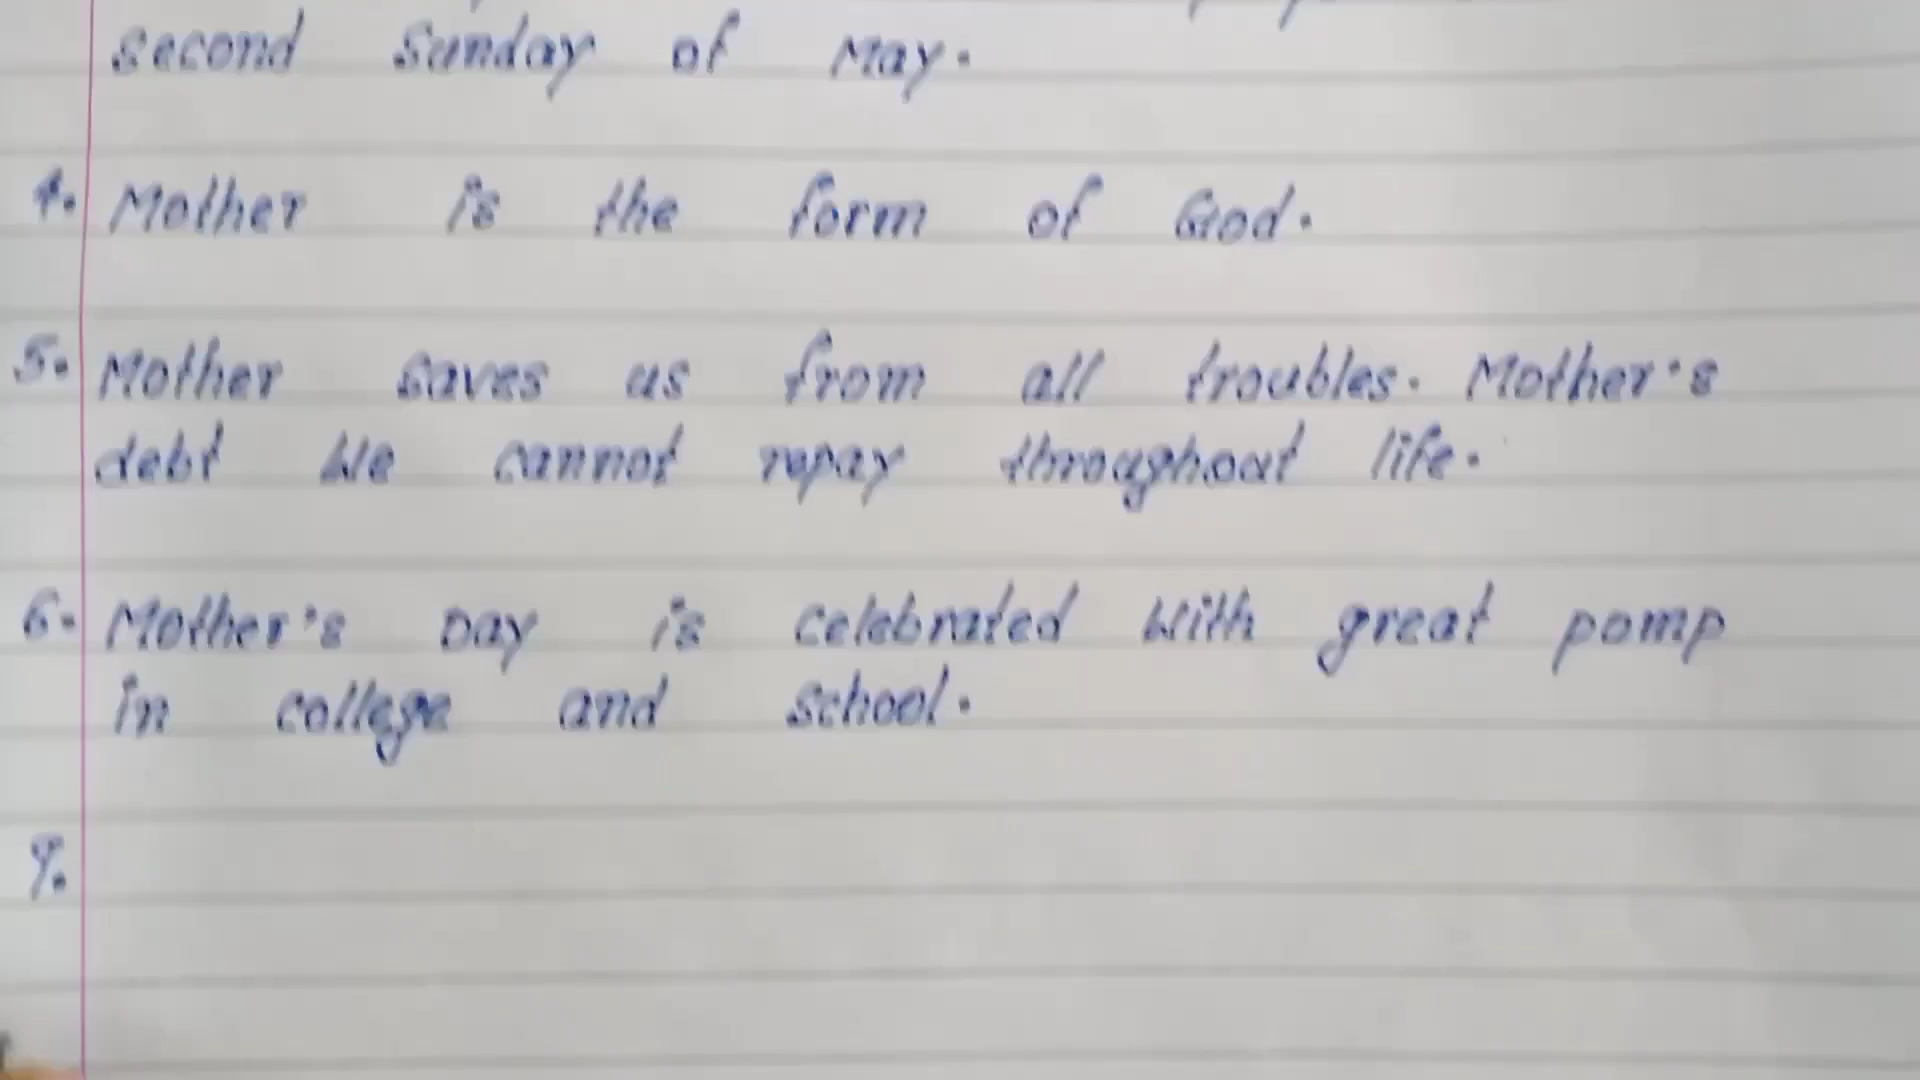 second Sunday of May.
4. Mother is the form of God.
5. Mother saves us from all troubles. Mother's
debt We cannot repay throughout life.
6. Mother's Day is celebrated With great pomp
in college and school.
7.